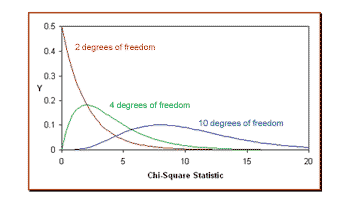 0.5
2 degrees of freedom
0.4
0.3
Y
4 degrees of freedom
0.2
10 degrees of freedom
0.1
0
0 5 10 15 20
Chi-Square Statistic